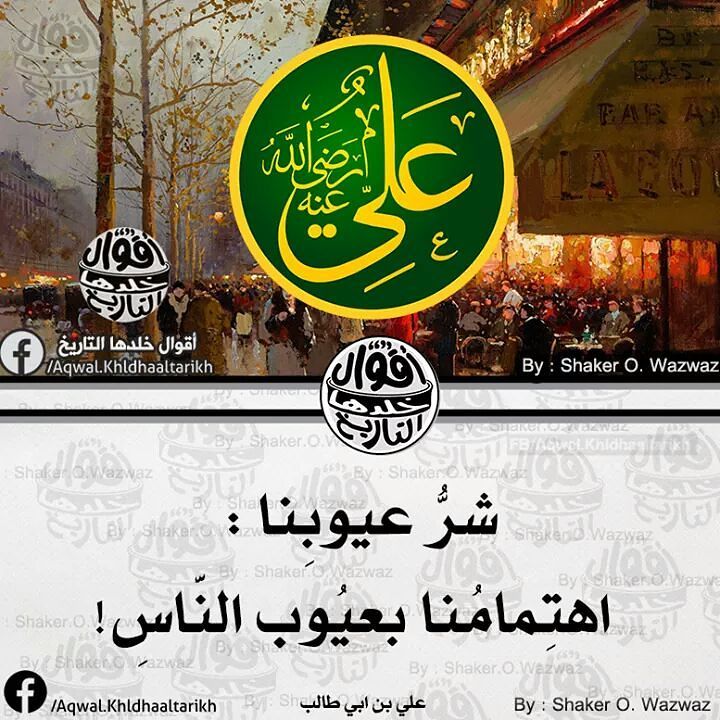 علي
رضي الله
عنه
ع
أقوال
خلدها
التاريخ
أقوال خلدها التاريخ
/Aqwal.Khldhaaltarikh
By : Shaker O. Wazwaz
أقوال
خلدها
التاريخ
شرُّ عيوبِنا :
اهتِمامُنا بعيُوب النّاسِ!
/Aqwal.Khldhaaltarikh
علي بن ابي طالب
By : Shaker O. Wazwaz